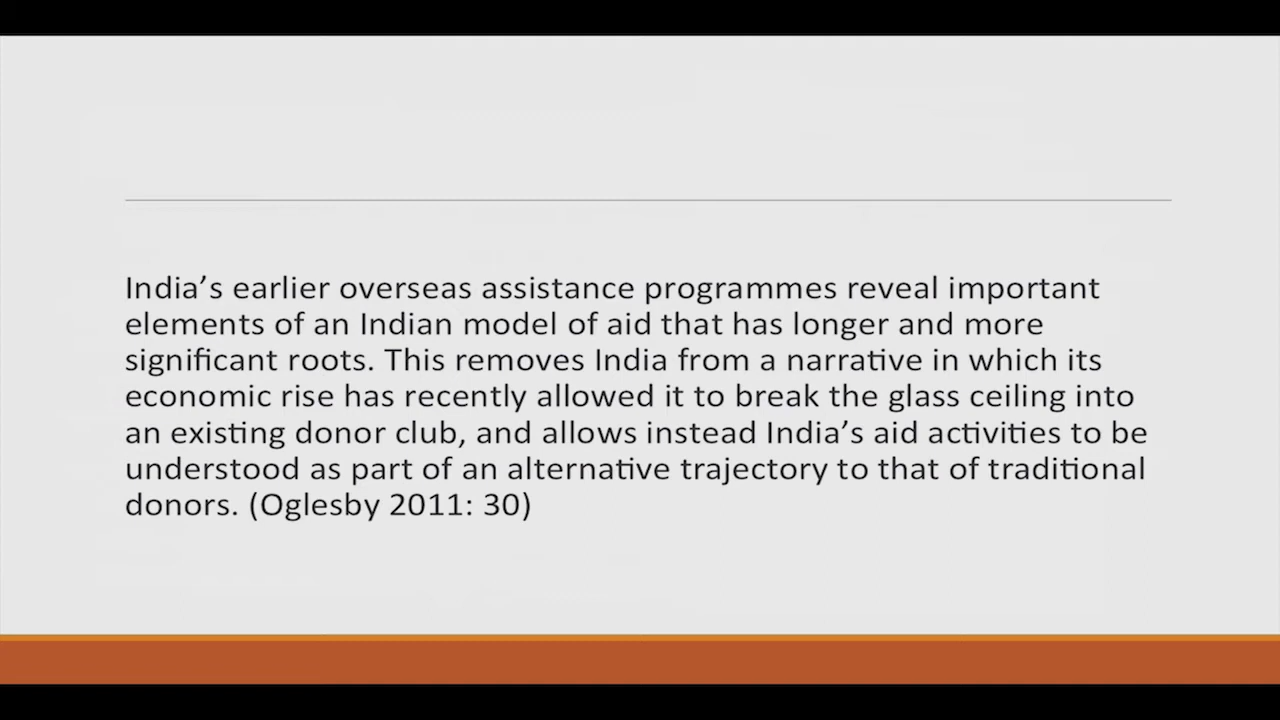 India’s earlier overseas assistance programmes reveal important
elements of an Indian model of aid that has longer and more
significant roots. This removes India from a narrative in which its
economic rise has recently allowed it to break the glass ceiling into
an existing donor club, and allows instead India’s aid activities to be
understood as part of an alternative trajectory to that of traditional
donors. (Oglesby 2011: 30)